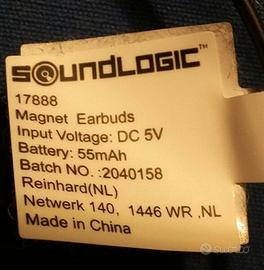 SOUNDLOGIC™
17888
Magnet Earbuds
Input Voltage: DC 5V
Battery: 55mAh
Batch NO. :2040158
Reinhard(NL)
Netwerk 140, 1446 WR ,NL
Made in China
Subito